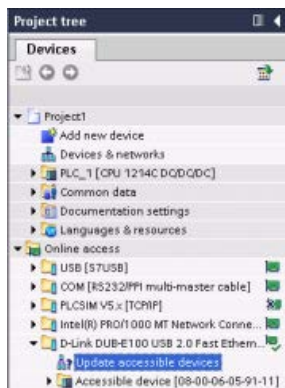 Project tree
Devices
Project1
Add new device
Devices & networks
PLC_1 [CPU 1214C DC/DC/DC]
Common data
Documentation settings
Languages & resources
Online access
USB [S7USB]
COM [RS232/PPI multi-master cable]
PLCSIM V5.x [TCP/IP]
Intel(R) PRO/1000 MT Network Conne...
D-Link DUB-E100 USB 2.0 Fast Ethern...
Update accessible devices
Accessible device [08-00-06-05-91-11]